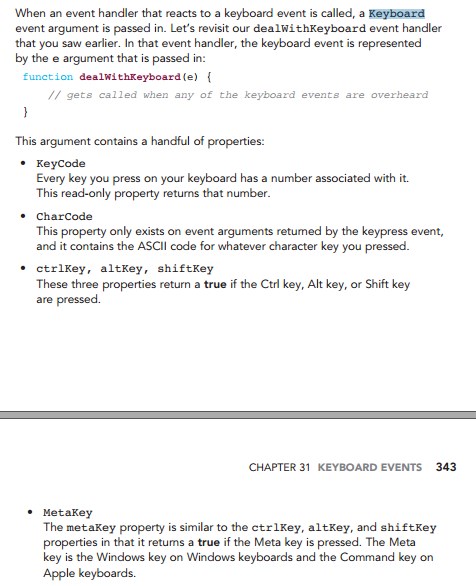 When an event handler that reacts to a keyboard event is called, a Keyboard
event argument is passed in. Let's revisit our dealWithKeyboard event handler
that you saw earlier. In that event handler, the keyboard event is represented
by the e argument that is passed in:
function dealWithKeyboard(e) {
// gets called when any of the keyboard events are overheard
}
This argument contains a handful of properties:
• KeyCode
Every key you press on your keyboard has a number associated with it.
This read-only property returns that number.
• CharCode
This property only exists on event arguments returned by the keypress event,
and it contains the ASCII code for whatever character key you pressed.
• ctrlKey, altKey, shiftKey
These three properties return a true if the Ctrl key, Alt key, or Shift key
are pressed.
CHAPTER 31 KEYBOARD EVENTS 343
• MetaKey
The metaKey property is similar to the ctrlKey, altKey, and shiftKey
properties in that it returns a true if the Meta key is pressed. The Meta
key is the Windows key on Windows keyboards and the Command key on
Apple keyboards.